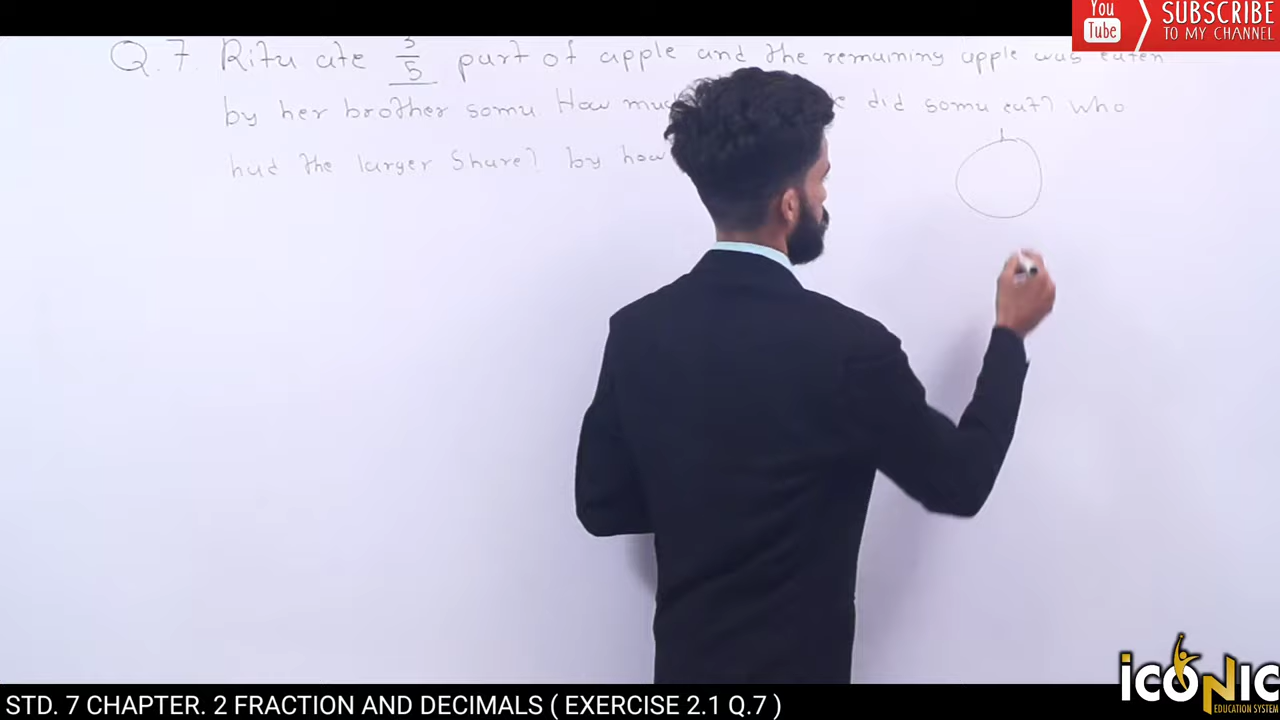 You
Tube
SUBSCRIBE
TO MY CHANNEL
Q.7. Ritu ate 3/5 part of apple and the remaining apple was eaten
by her brother somu. How did somu eat? who
had the larger share? by how
iCONIC
EDUCATION SYSTEM
STD. 7 CHAPTER. 2 FRACTION AND DECIMALS ( EXERCISE 2.1 Q.7 )